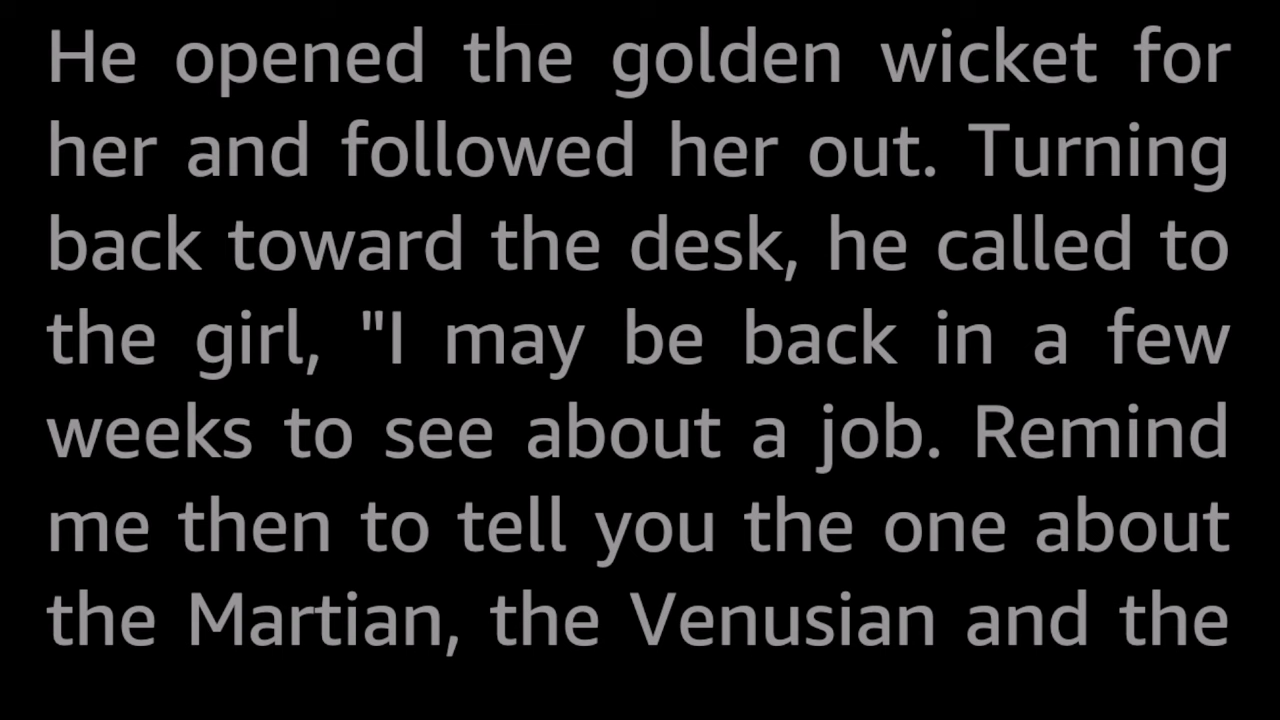 He opened the golden wicket for
her and followed her out. Turning
back toward the desk, he called to
the girl, "I may be back in a few
weeks to see about a job. Remind
me then to tell you the one about
the Martian, the Venusian and the